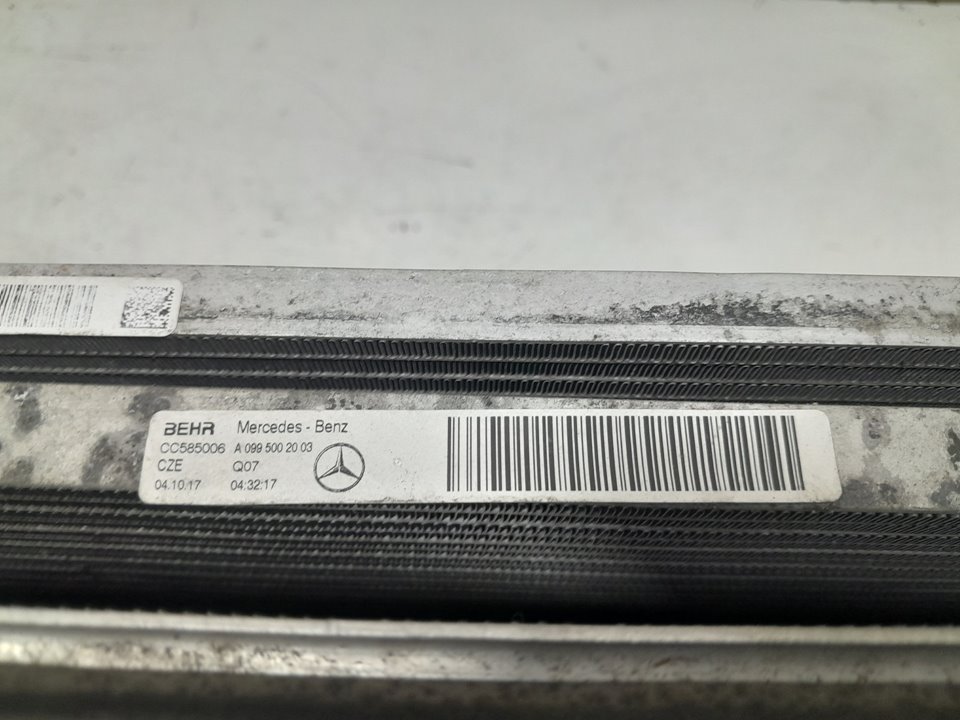 BEHR Mercedes - Benz
CC585006 A 099 500 20 03
CZE Q07
04.10.17 04:32:17